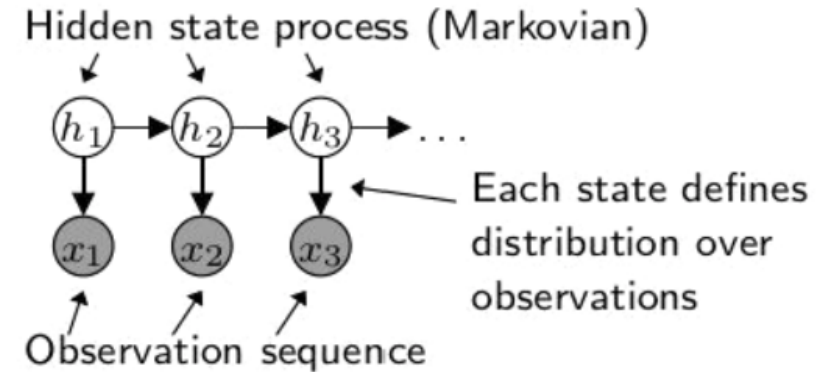 Hidden state process (Markovian)
h₁ h₂ h₃ ...
Each state defines
x₁ x₂ x₃ distribution over
observations
Observation sequence